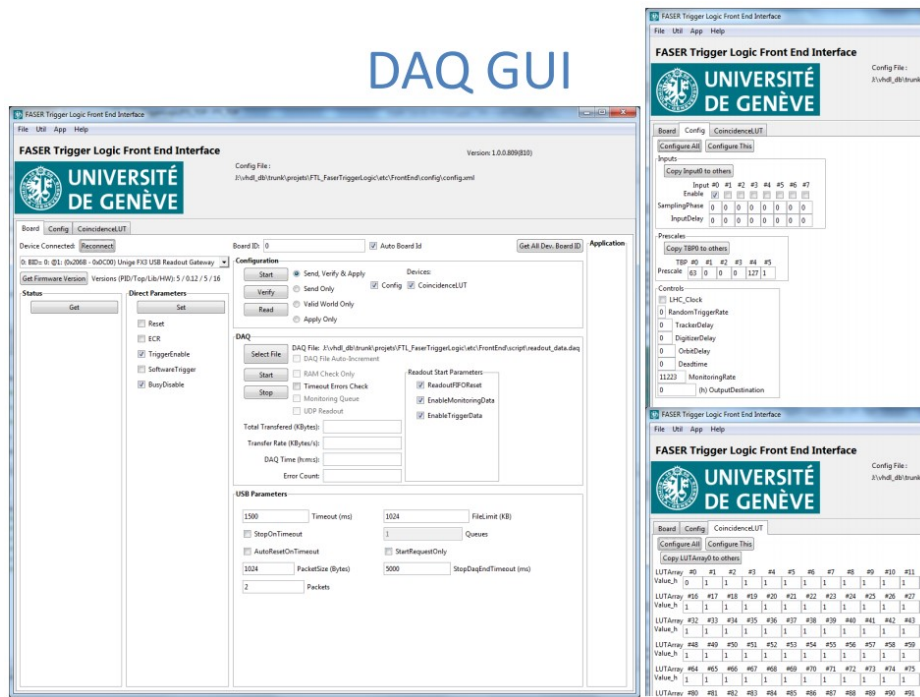 DAQ GUI
FASER Trigger Logic Front End Interface
File Util App Help
FASER Trigger Logic Front End Interface
Version: 1.0.0.809(810)
Config File :
J:\vhdl_db\trunk\projets\FTL_FaserTriggerLogic\etc\FrontEnd\config\config.xml
UNIVERSITÉ
DE GENÈVE
Board Config CoincidenceLUT
Device Connected: Reconnect
Board ID: 0
Auto Board Id
Get All Dev. Board ID
Application
0: BID= 0: @1: (0x206B - 0x0C00) Unige FX3 USB Readout Gateway
Get Firmware Version Versions (PID/Top/Lib/HW): 5 / 0.12 / 5 / 16
Status
Get
Direct Parameters
Set
Reset
ECR
TriggerEnable
SoftwareTrigger
BusyDisable
Configuration
Start
Verify
Read
Send, Verify & Apply
Send Only
Valid World Only
Apply Only
Devices:
Config CoincidenceLUT
DAQ
Select File
DAQ File: J:\vhdl_db\trunk\projets\FTL_FaserTriggerLogic\etc\FrontEnd\script\readout_data.daq
DAQ File Auto-Increment
Start
Stop
RAM Check Only
Timeout Errors Check
Monitoring Queue
UDP Readout
Readout Start Parameters
ReadoutFIFOReset
EnableMonitoringData
EnableTriggerData
Total Transfered (KBytes):
Transfer Rate (KBytes/s):
DAQ Time (h:m:s):
Error Count:
USB Parameters
1500 Timeout (ms)
1024 FileLimit (KB)
StopOnTimeout
1 Queues
AutoResetOnTimeout
StartRequestOnly
1024 PacketSize (Bytes)
5000 StopDaqEndTimeout (ms)
2 Packets
FASER Trigger Logic Front End Interface
File Util App Help
FASER Trigger Logic Front End Interface
Config File :
J:\vhdl_db\trunk
UNIVERSITÉ
DE GENÈVE
Board Config CoincidenceLUT
Configure All Configure This
Inputs
Copy Input0 to others
Input #0 #1 #2 #3 #4 #5 #6 #7
Enable
SamplingPhase 0 0 0 0 0 0 0 0
InputDelay 0 0 0 0 0 0 0 0
Prescales
Copy TBP0 to others
TBP #0 #1 #2 #3 #4 #5
Prescale 63 0 0 0 127 1
Controls
LHC_Clock
0 RandomTriggerRate
0 TrackerDelay
0 DigitizerDelay
0 OrbitDelay
0 Deadtime
11223 MonitoringRate
0 (h) OutputDestination
FASER Trigger Logic Front End Interface
File Util App Help
FASER Trigger Logic Front End Interface
Config File :
J:\vhdl_db\trunk
UNIVERSITÉ
DE GENÈVE
Board Config CoincidenceLUT
Configure All Configure This
Copy LUTArray0 to others
LUTArray #0 #1 #2 #3 #4 #5 #6 #7 #8 #9 #10 #11
Value_h 0 1 1 1 1 1 1 1 1 1 1 1
LUTArray #16 #17 #18 #19 #20 #21 #22 #23 #24 #25 #26 #27
Value_h 1 1 1 1 1 1 1 1 1 1 1 1
LUTArray #32 #33 #34 #35 #36 #37 #38 #39 #40 #41 #42 #43
Value_h 1 1 1 1 1 1 1 1 1 1 1 1
LUTArray #48 #49 #50 #51 #52 #53 #54 #55 #56 #57 #58 #59
Value_h 1 1 1 1 1 1 1 1 1 1 1 1
LUTArray #64 #65 #66 #67 #68 #69 #70 #71 #72 #73 #74 #75
Value_h 1 1 1 1 1 1 1 1 1 1 1 1
LUTArray #80 #81 #82 #83 #84 #85 #86 #87 #88 #89 #90 #91